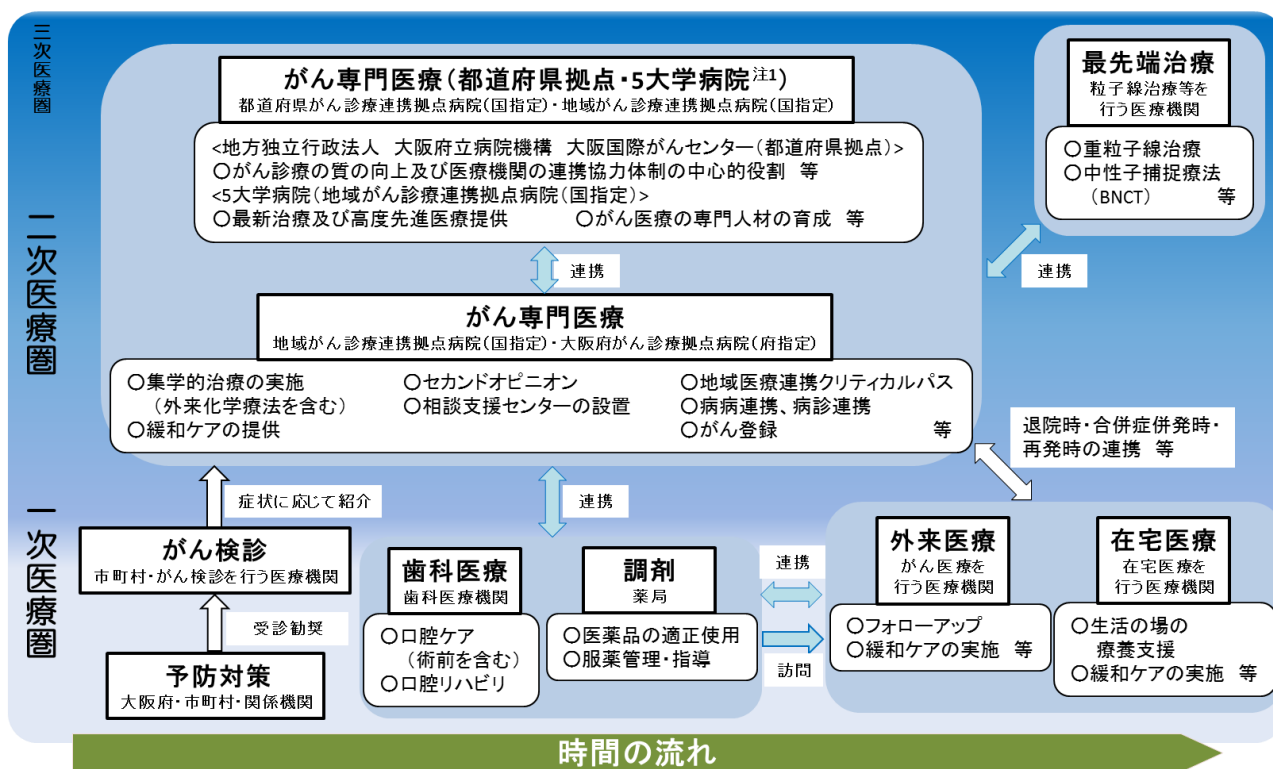 三次医療圏
がん専門医療(都道府県拠点・5大学病院注1)
都道府県がん診療連携拠点病院(国指定)・地域がん診療連携拠点病院(国指定)
<地方独立行政法人 大阪府立病院機構 大阪国際がんセンター(都道府県拠点)>
○がん診療の質の向上及び医療機関の連携協力体制の中心的役割 等
<5大学病院(地域がん診療連携拠点病院(国指定)>
○最新治療及び高度先進医療提供 ○がん医療の専門人材の育成 等
最先端治療
粒子線治療等を
行う医療機関
○重粒子線治療
○中性子捕捉療法
(BNCT) 等
連携
連携
二次医療圏
がん専門医療
地域がん診療連携拠点病院(国指定)・大阪府がん診療拠点病院(府指定)
○集学的治療の実施
(外来化学療法を含む)
○緩和ケアの提供
○セカンドオピニオン
○相談支援センターの設置
○地域医療連携クリティカルパス
○病病連携、病診連携
○がん登録 等
退院時・合併症併発時・
再発時の連携 等
症状に応じて紹介
連携
一次医療圏
がん検診
市町村・がん検診を行う医療機関
受診勧奨
予防対策
大阪府・市町村・関係機関
歯科医療
歯科医療機関
○口腔ケア
(術前を含む)
○口腔リハビリ
調剤
薬局
○医薬品の適正使用
○服薬管理・指導
連携
訪問
外来医療
がん医療を
行う医療機関
○フォローアップ
○緩和ケアの実施 等
在宅医療
在宅医療を
行う医療機関
○生活の場の
療養支援
○緩和ケアの実施 等
時間の流れ